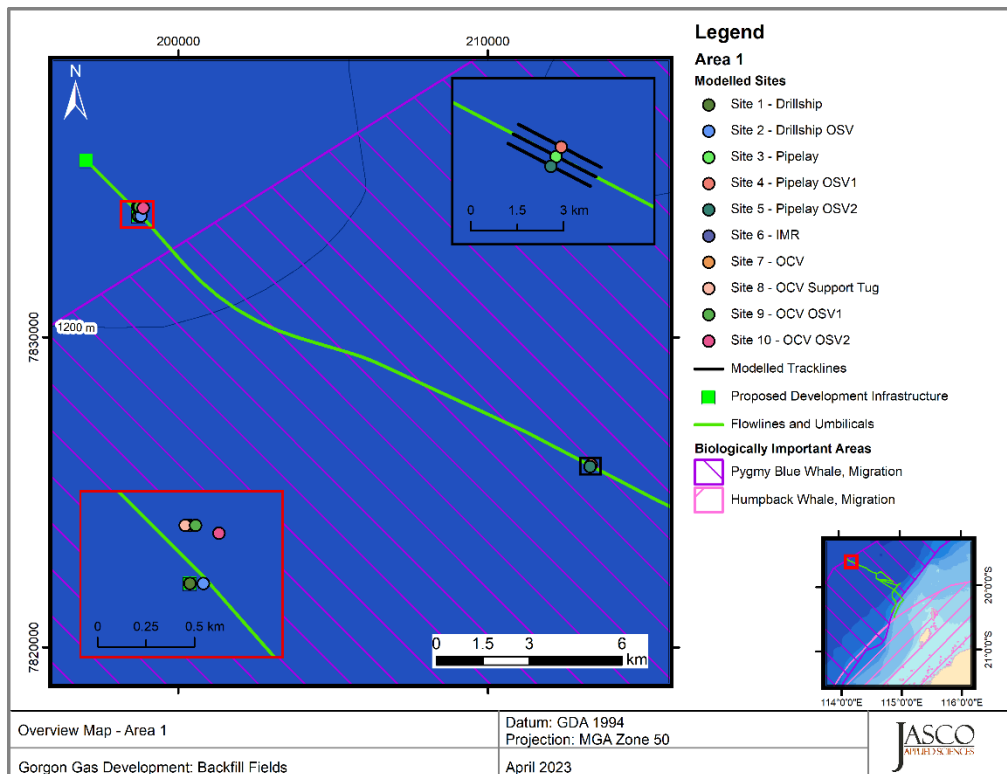 200000
210000
N
7830000
7820000
1200 m
0 1.5 3 km
0 0.25 0.5 km
0 1.5 3 6
km
Legend
Area 1
Modelled Sites
Site 1 - Drillship
Site 2 - Drillship OSV
Site 3 - Pipelay
Site 4 - Pipelay OSV1
Site 5 - Pipelay OSV2
Site 6 - IMR
Site 7 - OCV
Site 8 - OCV Support Tug
Site 9 - OCV OSV1
Site 10 - OCV OSV2
Modelled Tracklines
Proposed Development Infrastructure
Flowlines and Umbilicals
Biologically Important Areas
Pygmy Blue Whale, Migration
Humpback Whale, Migration
20°0'0"S
21°0'0"S
114°0'0"E 115°0'0"E 116°0'0"E
Overview Map - Area 1
Datum: GDA 1994
Projection: MGA Zone 50
Gorgon Gas Development: Backfill Fields
April 2023
JASCO
APPLIED SCIENCES